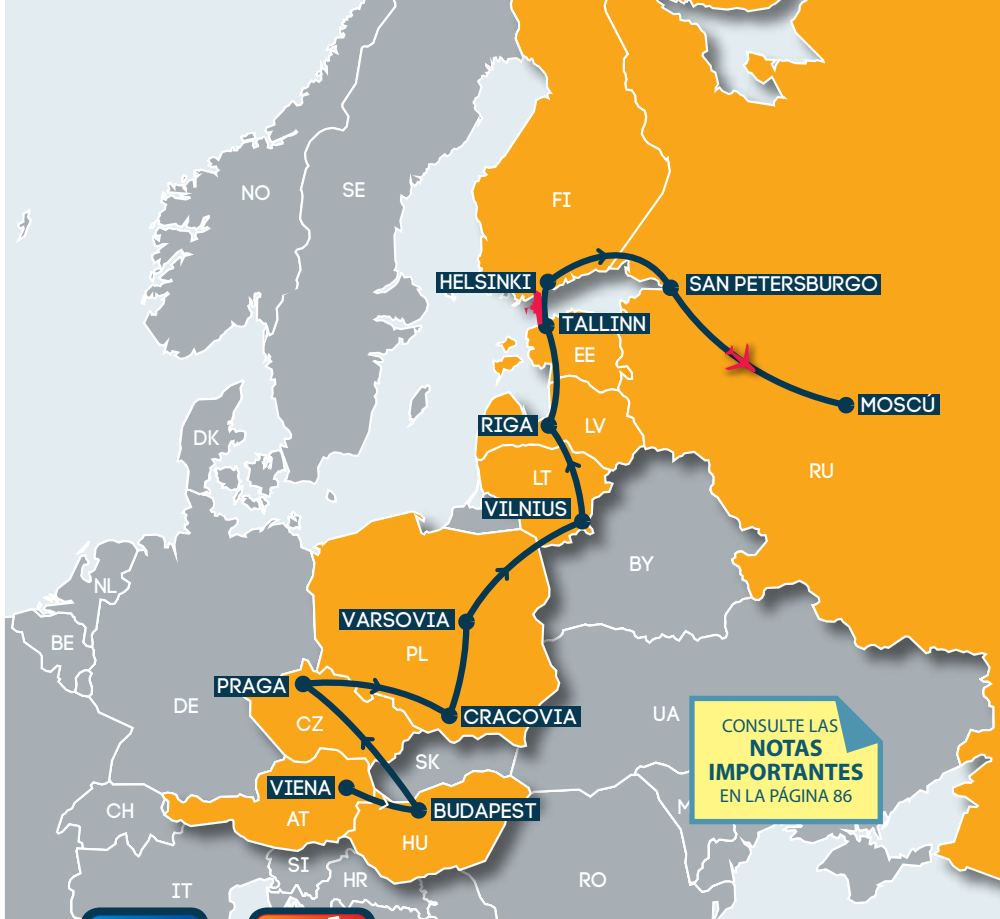 NO
SE
FI
HELSINKI
SAN PETERSBURGO
TALLINN
EE
MOSCÚ
DK
RIGA
LV
RU
LT
VILNIUS
BY
NL
VARSOVIA
BE
PL
PRAGA
DE
CRACOVIA
UA
CZ
CONSULTE LAS
NOTAS
IMPORTANTES
EN LA PÁGINA 86
SK
VIENA
BUDAPEST
CH
AT
HU
SI
HR
RO
IT